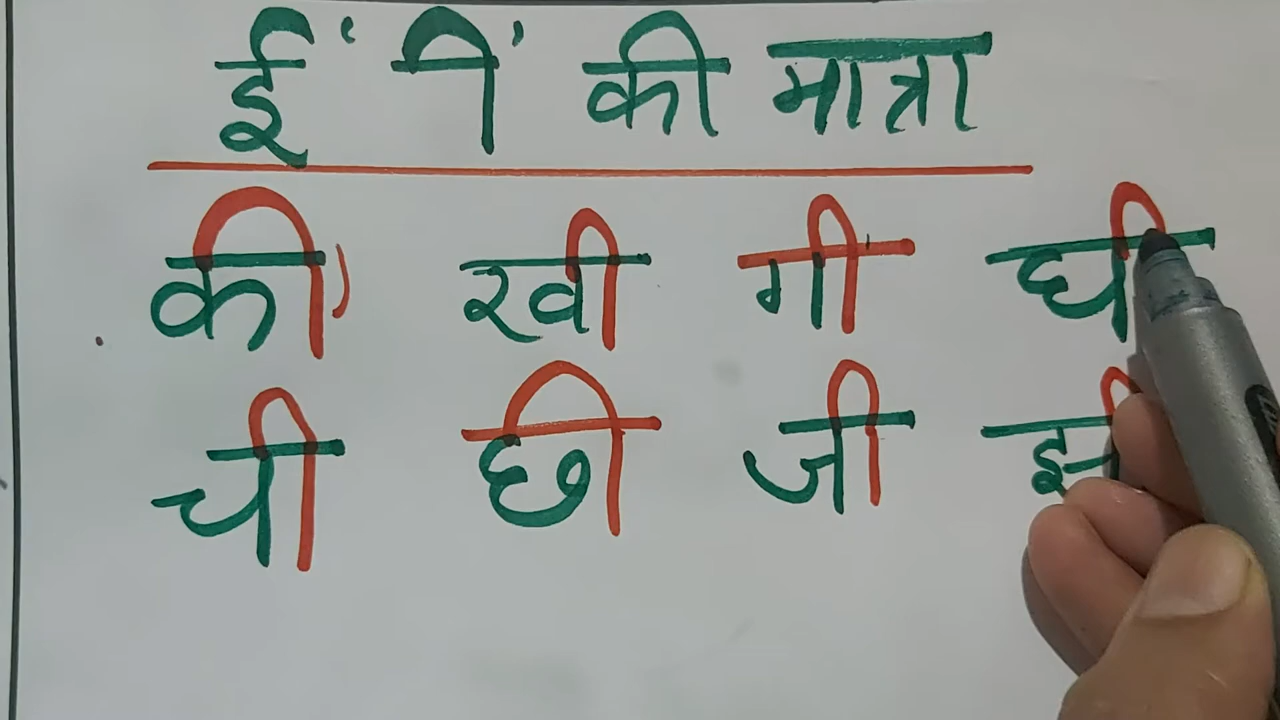 ई ' ी ' की मात्रा
की खी गी घी
ची छी जी